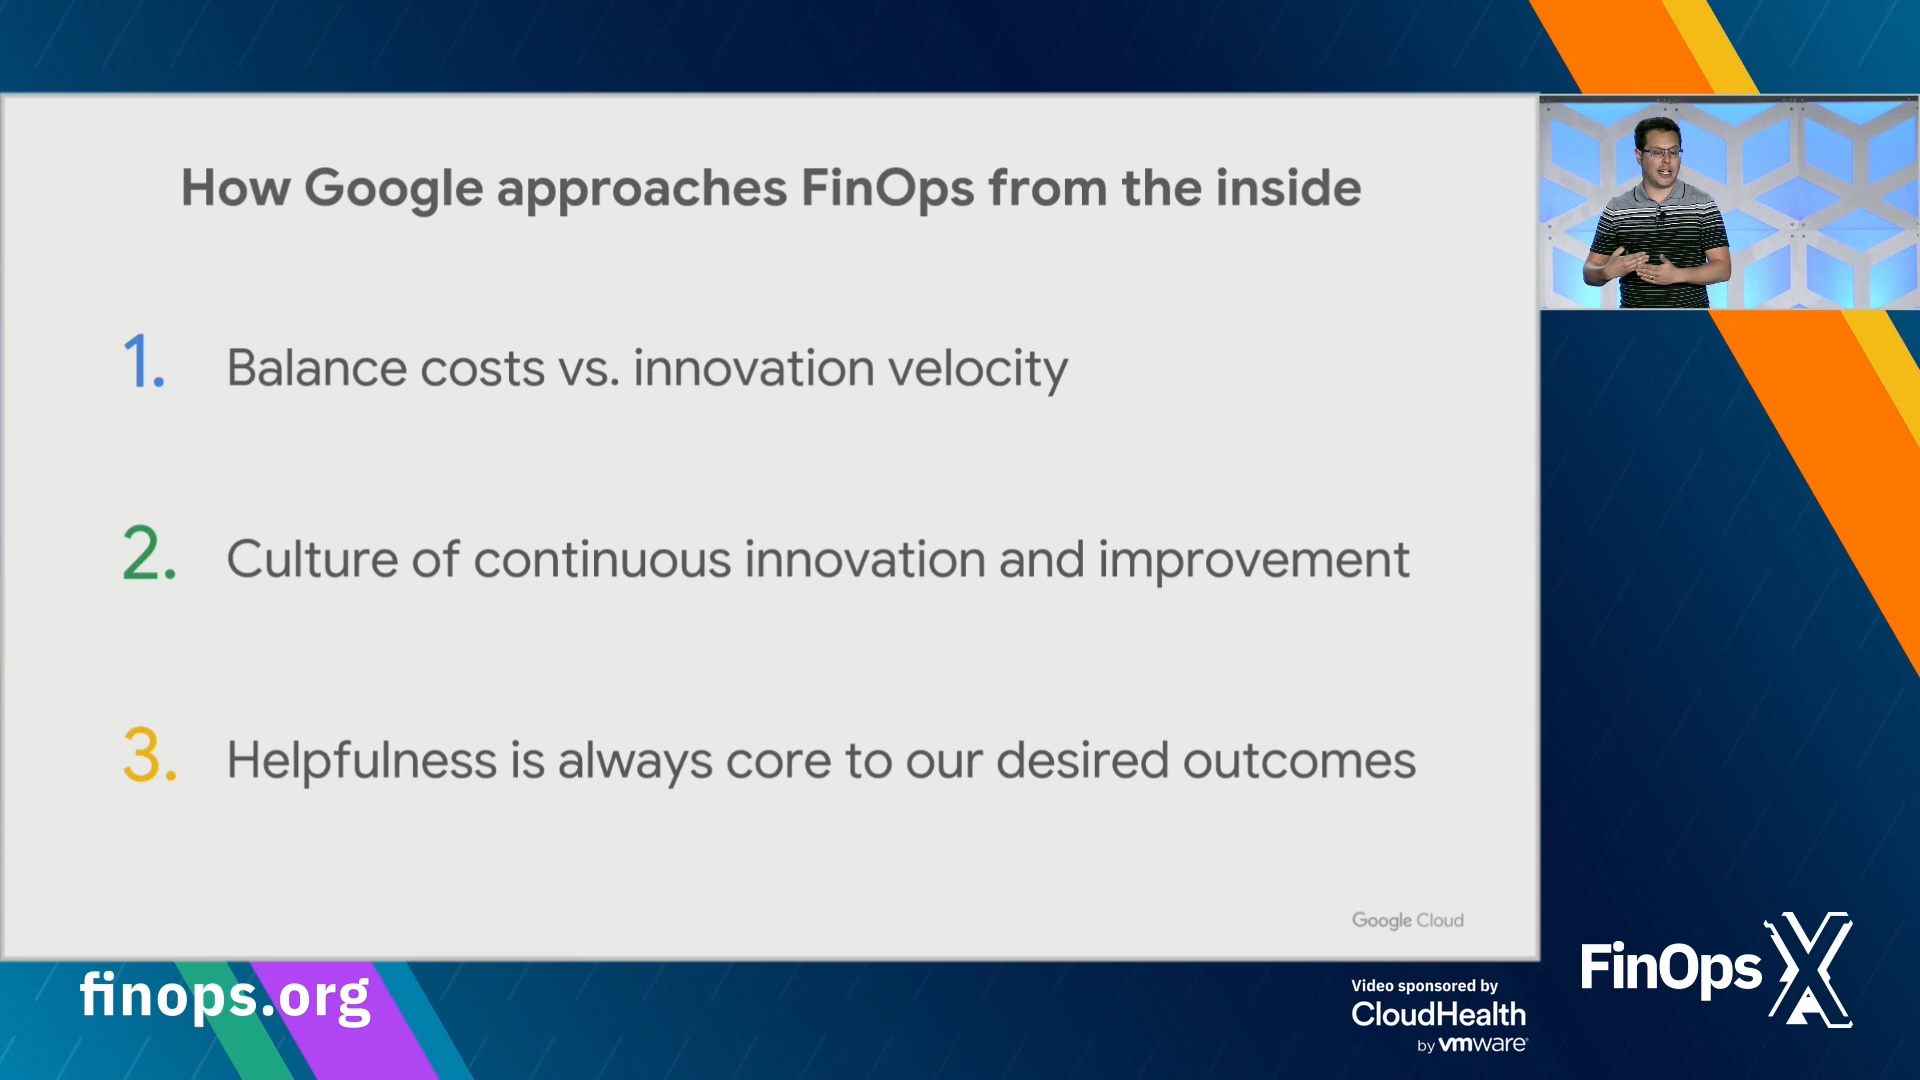 How Google approaches FinOps from the inside
1. Balance costs vs. innovation velocity
2. Culture of continuous innovation and improvement
3. Helpfulness is always core to our desired outcomes
Google Cloud
finops.org
Video sponsored by
CloudHealth
by vmware
FinOps X